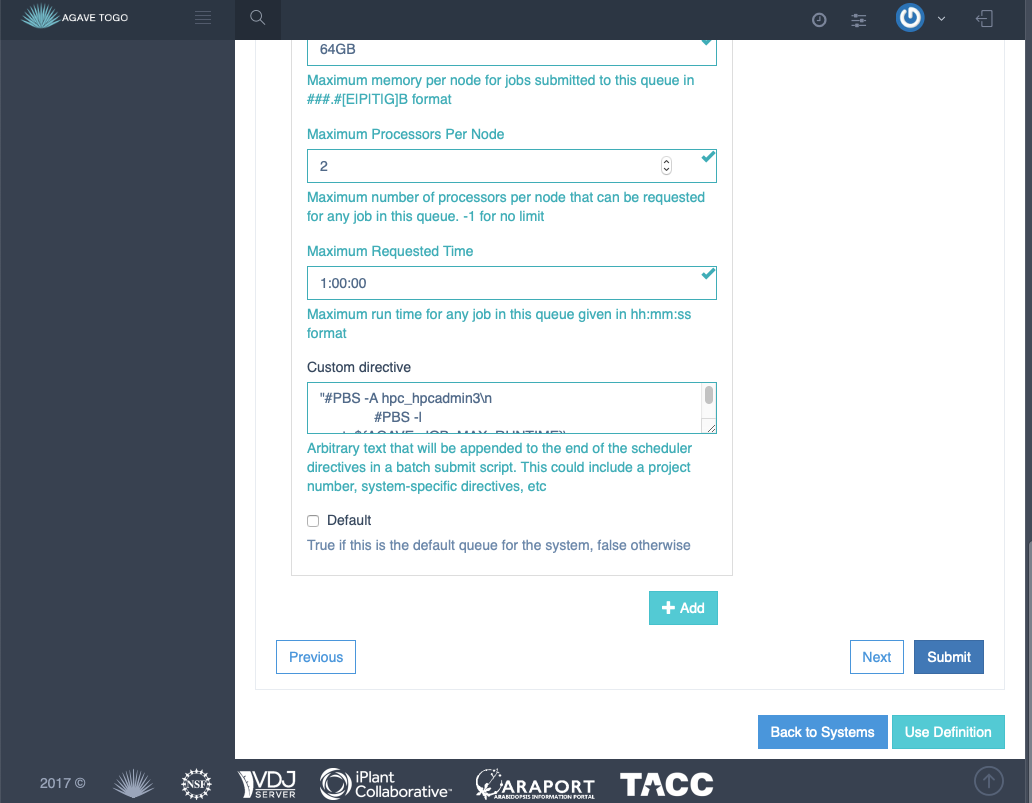 AGAVE TOGO
64GB
Maximum memory per node for jobs submitted to this queue in
###.#[E|P|T|G]B format
Maximum Processors Per Node
2
Maximum number of processors per node that can be requested
for any job in this queue. -1 for no limit
Maximum Requested Time
1:00:00
Maximum run time for any job in this queue given in hh:mm:ss
format
Custom directive
"#PBS -A hpc_hpcadmin3\n
#PBS -l
Arbitrary text that will be appended to the end of the scheduler
directives in a batch submit script. This could include a project
number, system-specific directives, etc
Default
True if this is the default queue for the system, false otherwise
Add
Previous
Next
Submit
Back to Systems
Use Definition
2017 ©
NSF
VDJ
SERVER
iPlant
Collaborative™
ARAPORT
ARABIDOPSIS INFORMATION PORTAL
TACC